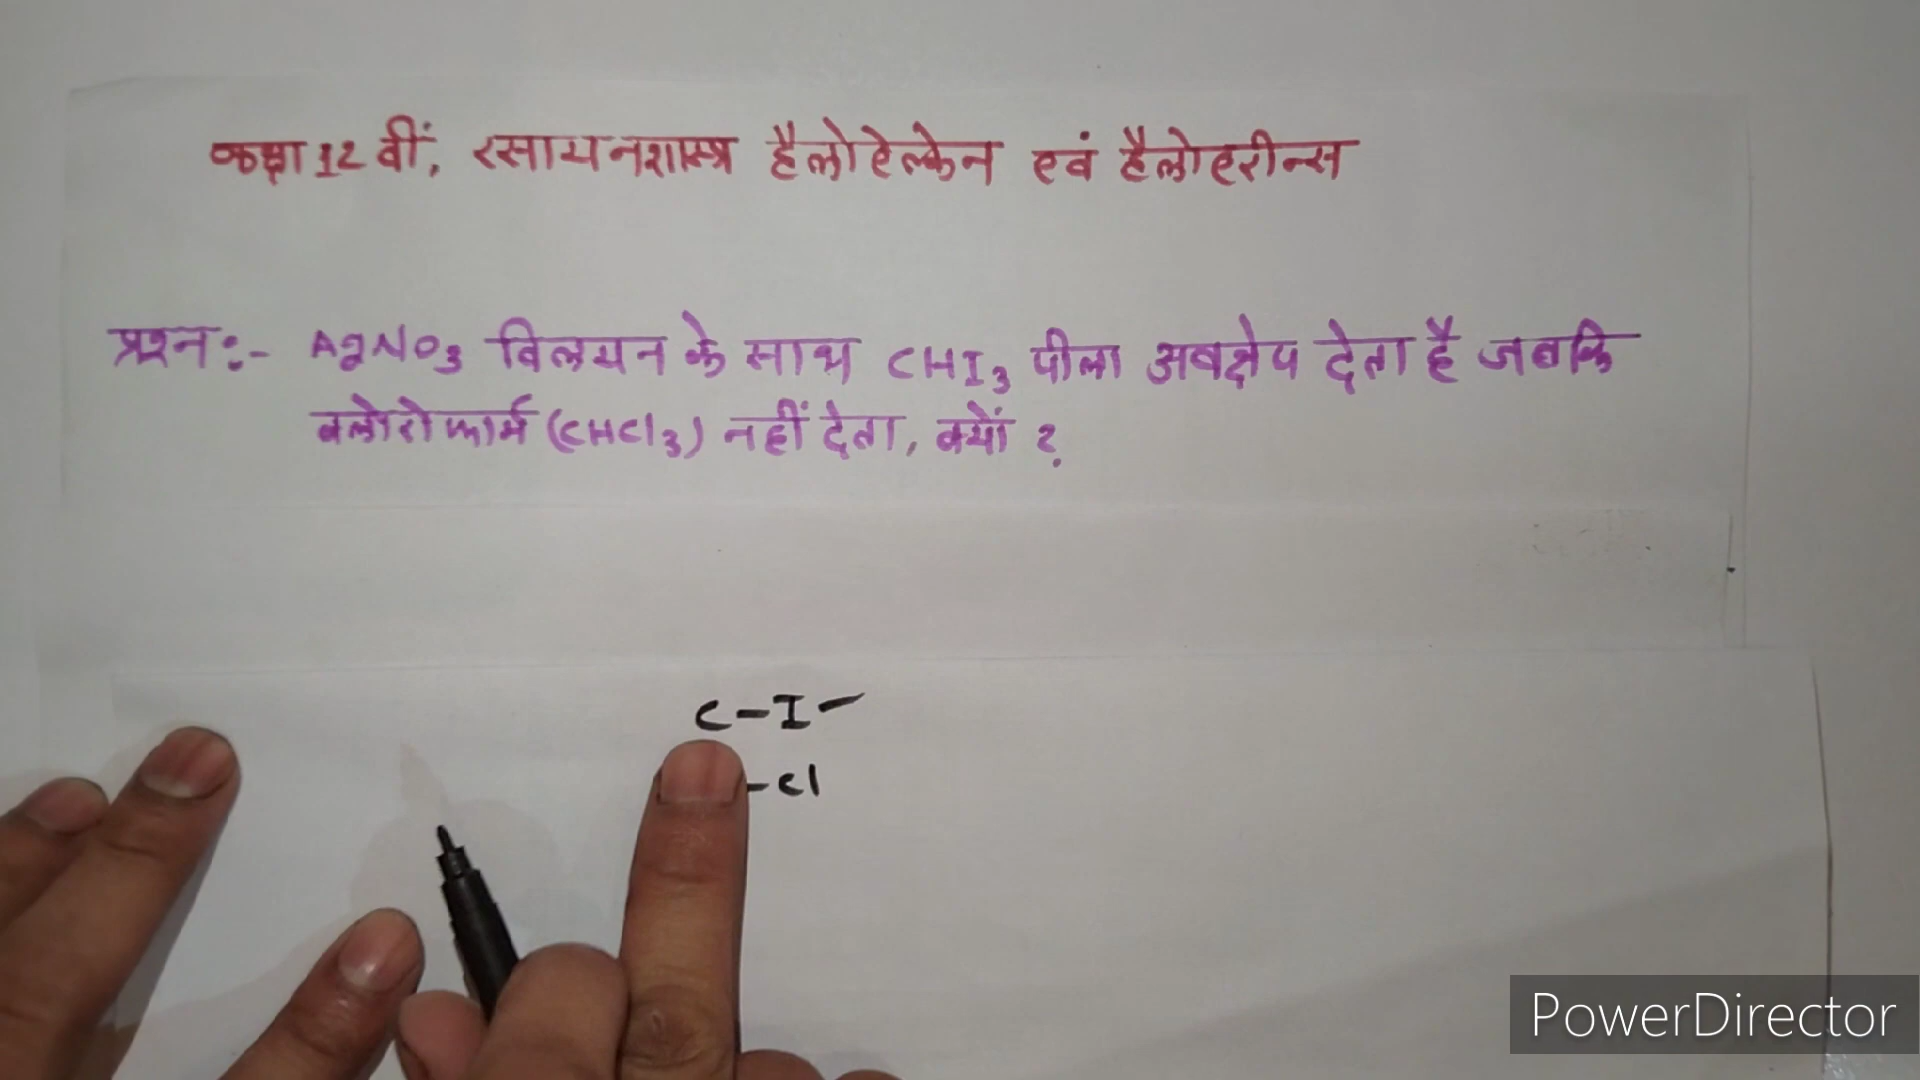 कक्षा 12 वीं, रसायनशास्त्र हैलोऐल्केन एवं हैलोएरीन्स
प्रश्न:- AgNO3 विलयन के साथ CHI3 पीला अवक्षेप देता है जबकि
क्लोरोफार्म (CHCl3) नहीं देता, क्यों ?
C-I-
-Cl
PowerDirector